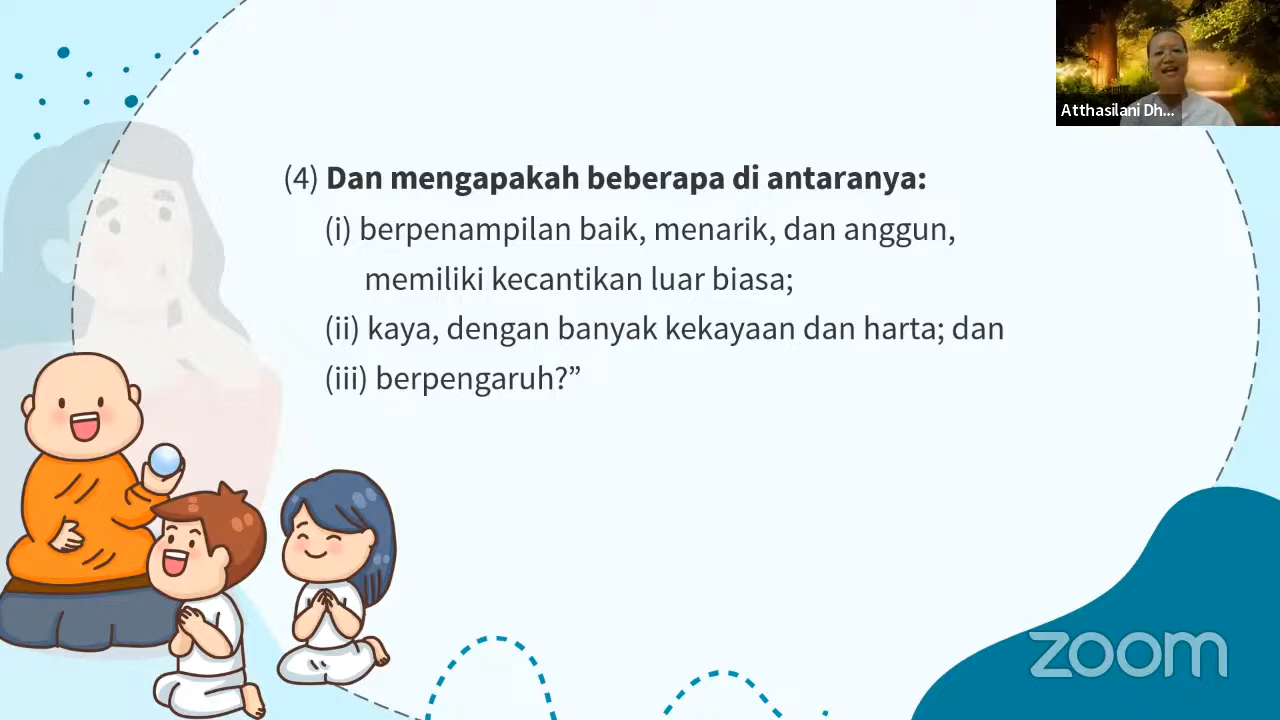 Atthasilani Dh...
(4) Dan mengapakah beberapa di antaranya:
(i) berpenampilan baik, menarik, dan anggun,
memiliki kecantikan luar biasa;
(ii) kaya, dengan banyak kekayaan dan harta; dan
(iii) berpengaruh?”
zoom